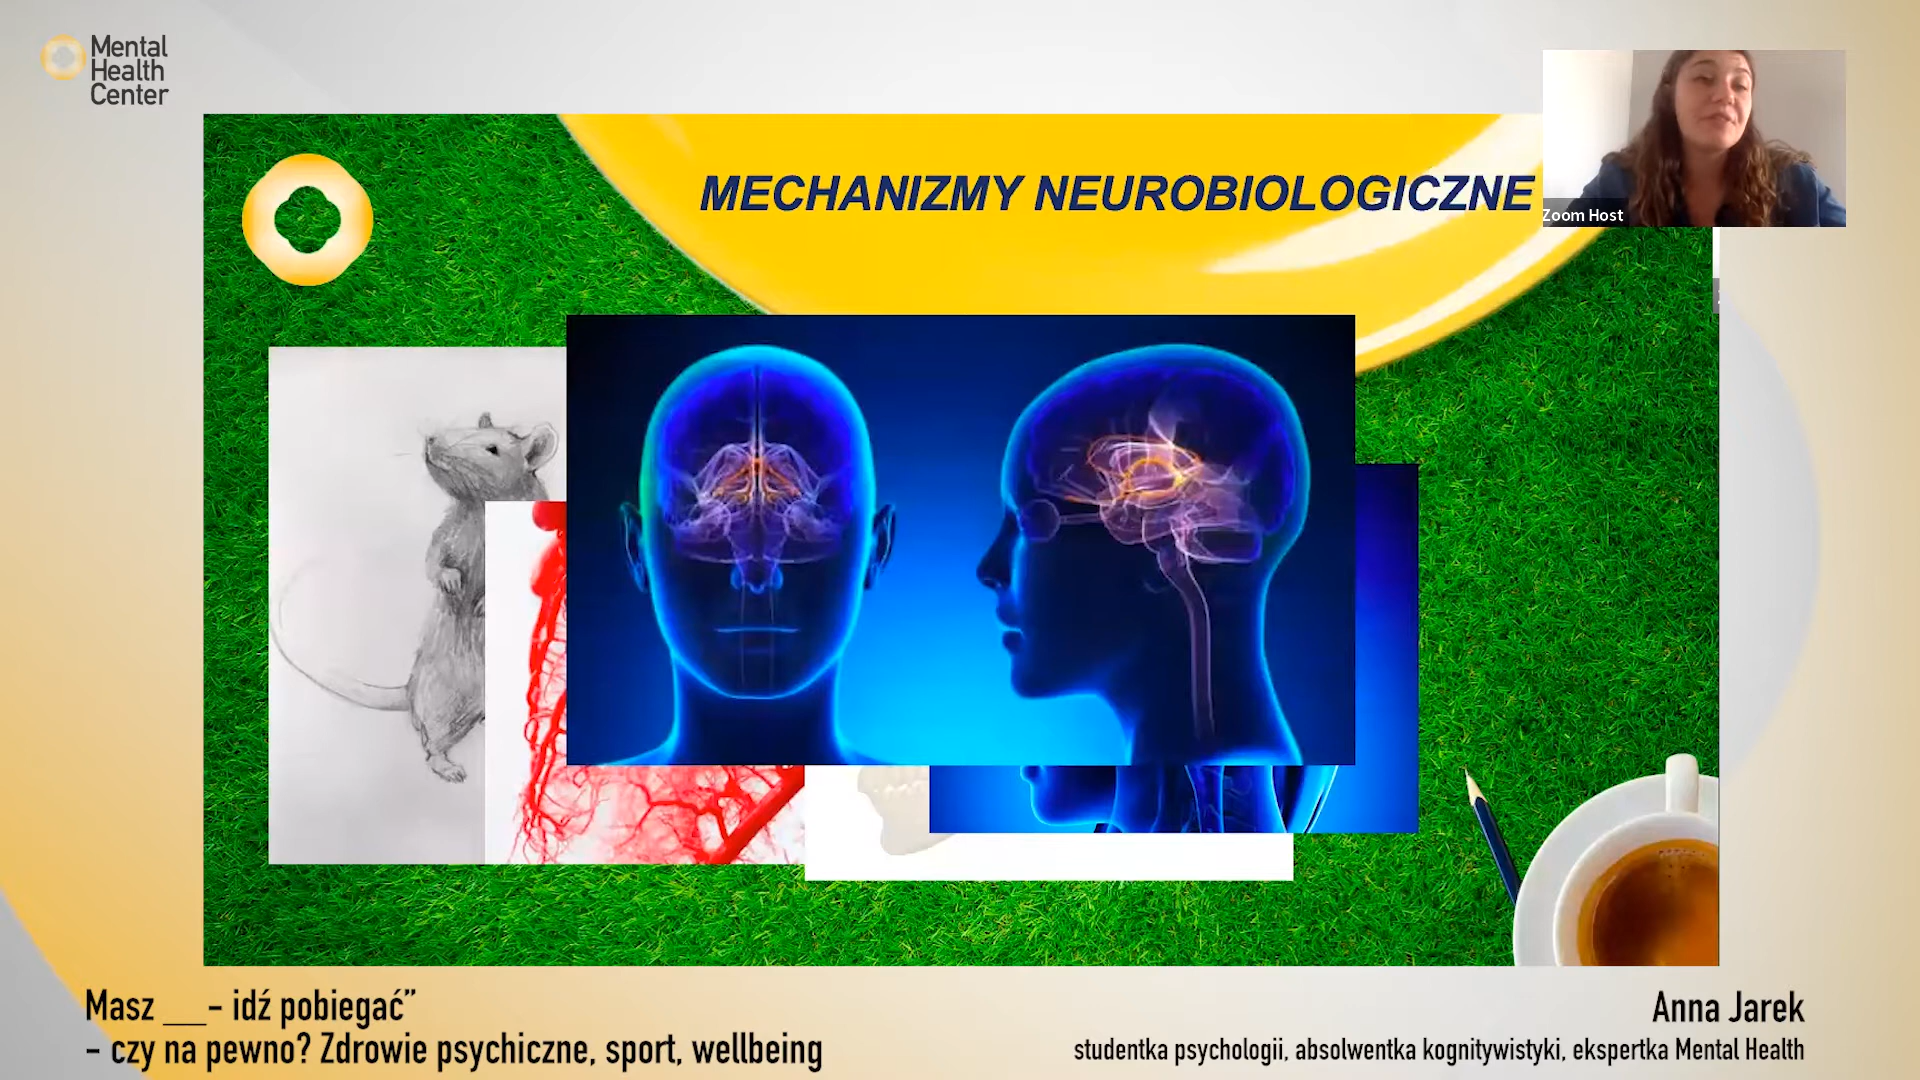 Mental
Health
Center
MECHANIZMY NEUROBIOLOGICZNE
Zoom Host
Masz __- idź pobiegać”
- czy na pewno? Zdrowie psychiczne, sport, wellbeing
Anna Jarek
studentka psychologii, absolwentka kognitywistyki, ekspertka Mental Health